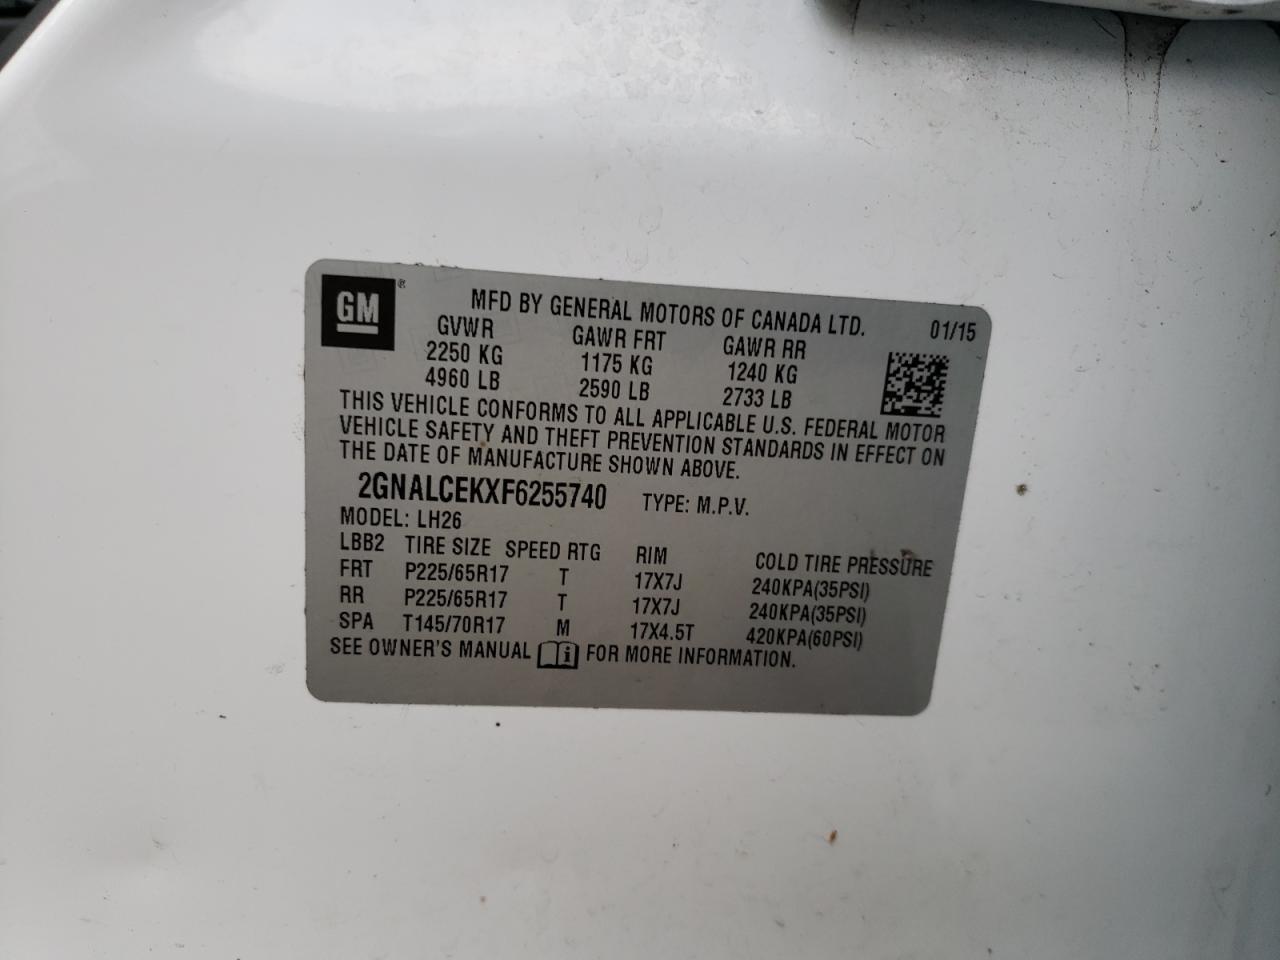 GM ®
MFD BY GENERAL MOTORS OF CANADA LTD. 01/15
GVWR GAWR FRT GAWR RR
2250 KG 1175 KG 1240 KG
4960 LB 2590 LB 2733 LB
THIS VEHICLE CONFORMS TO ALL APPLICABLE U.S. FEDERAL MOTOR
VEHICLE SAFETY AND THEFT PREVENTION STANDARDS IN EFFECT ON
THE DATE OF MANUFACTURE SHOWN ABOVE.
2GNALCEKXF6255740 TYPE: M.P.V.
MODEL: LH26
LBB2 TIRE SIZE SPEED RTG RIM COLD TIRE PRESSURE
FRT P225/65R17 T 17X7J 240KPA(35PSI)
RR P225/65R17 T 17X7J 240KPA(35PSI)
SPA T145/70R17 M 17X4.5T 420KPA(60PSI)
SEE OWNER'S MANUAL i FOR MORE INFORMATION.